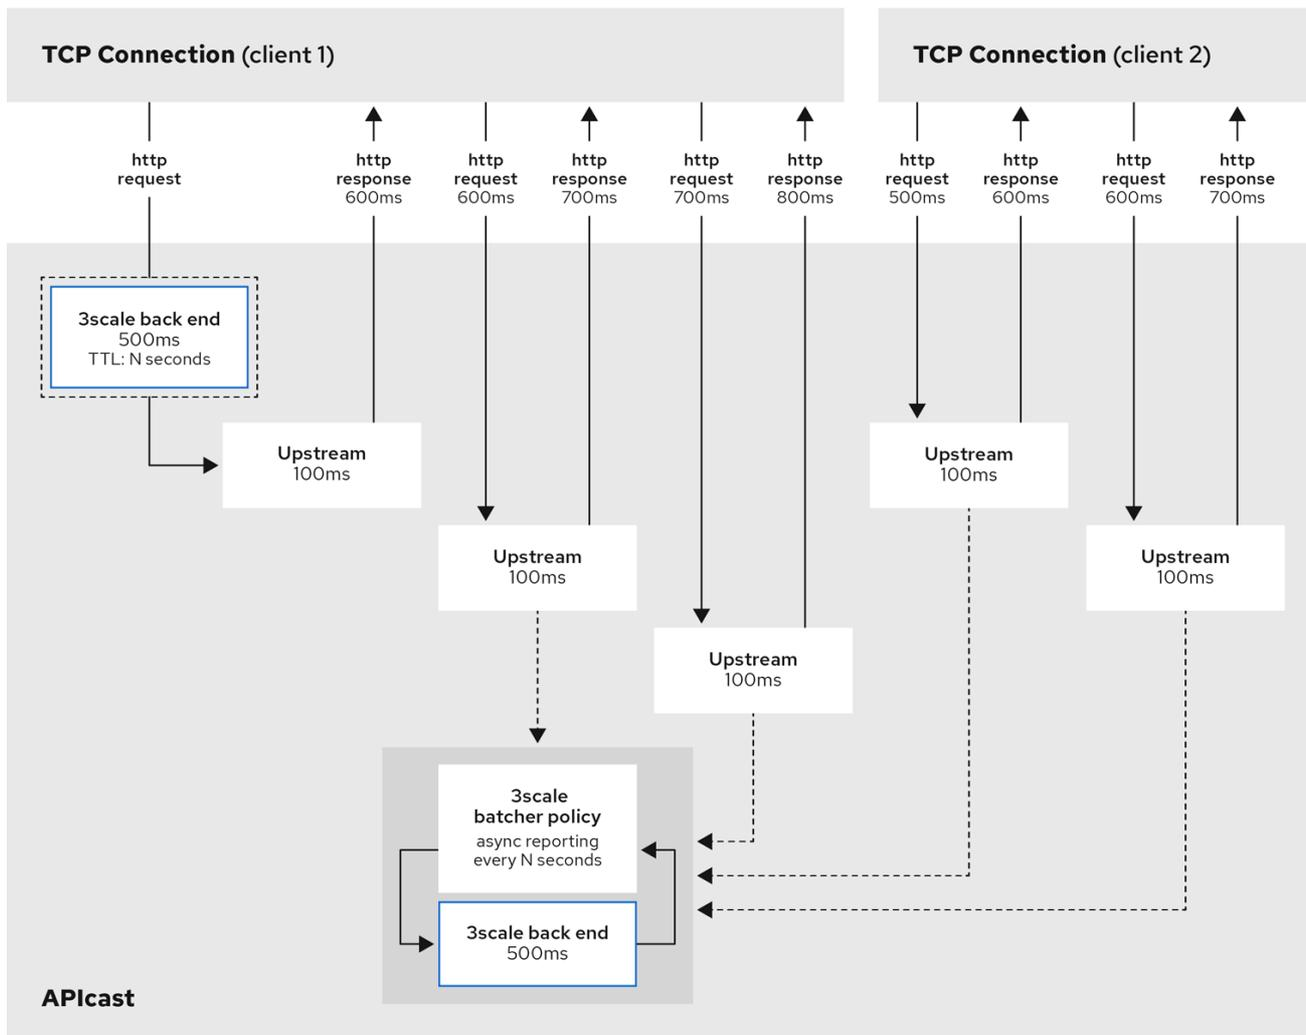 TCP Connection (client 1)
TCP Connection (client 2)
http
request
http
response
600ms
http
request
600ms
http
response
700ms
http
request
700ms
http
response
800ms
http
request
500ms
http
response
600ms
http
request
600ms
http
response
700ms
3scale back end
500ms
TTL: N seconds
Upstream
100ms
Upstream
100ms
Upstream
100ms
Upstream
100ms
Upstream
100ms
3scale
batcher policy
async reporting
every N seconds
3scale back end
500ms
APIcast